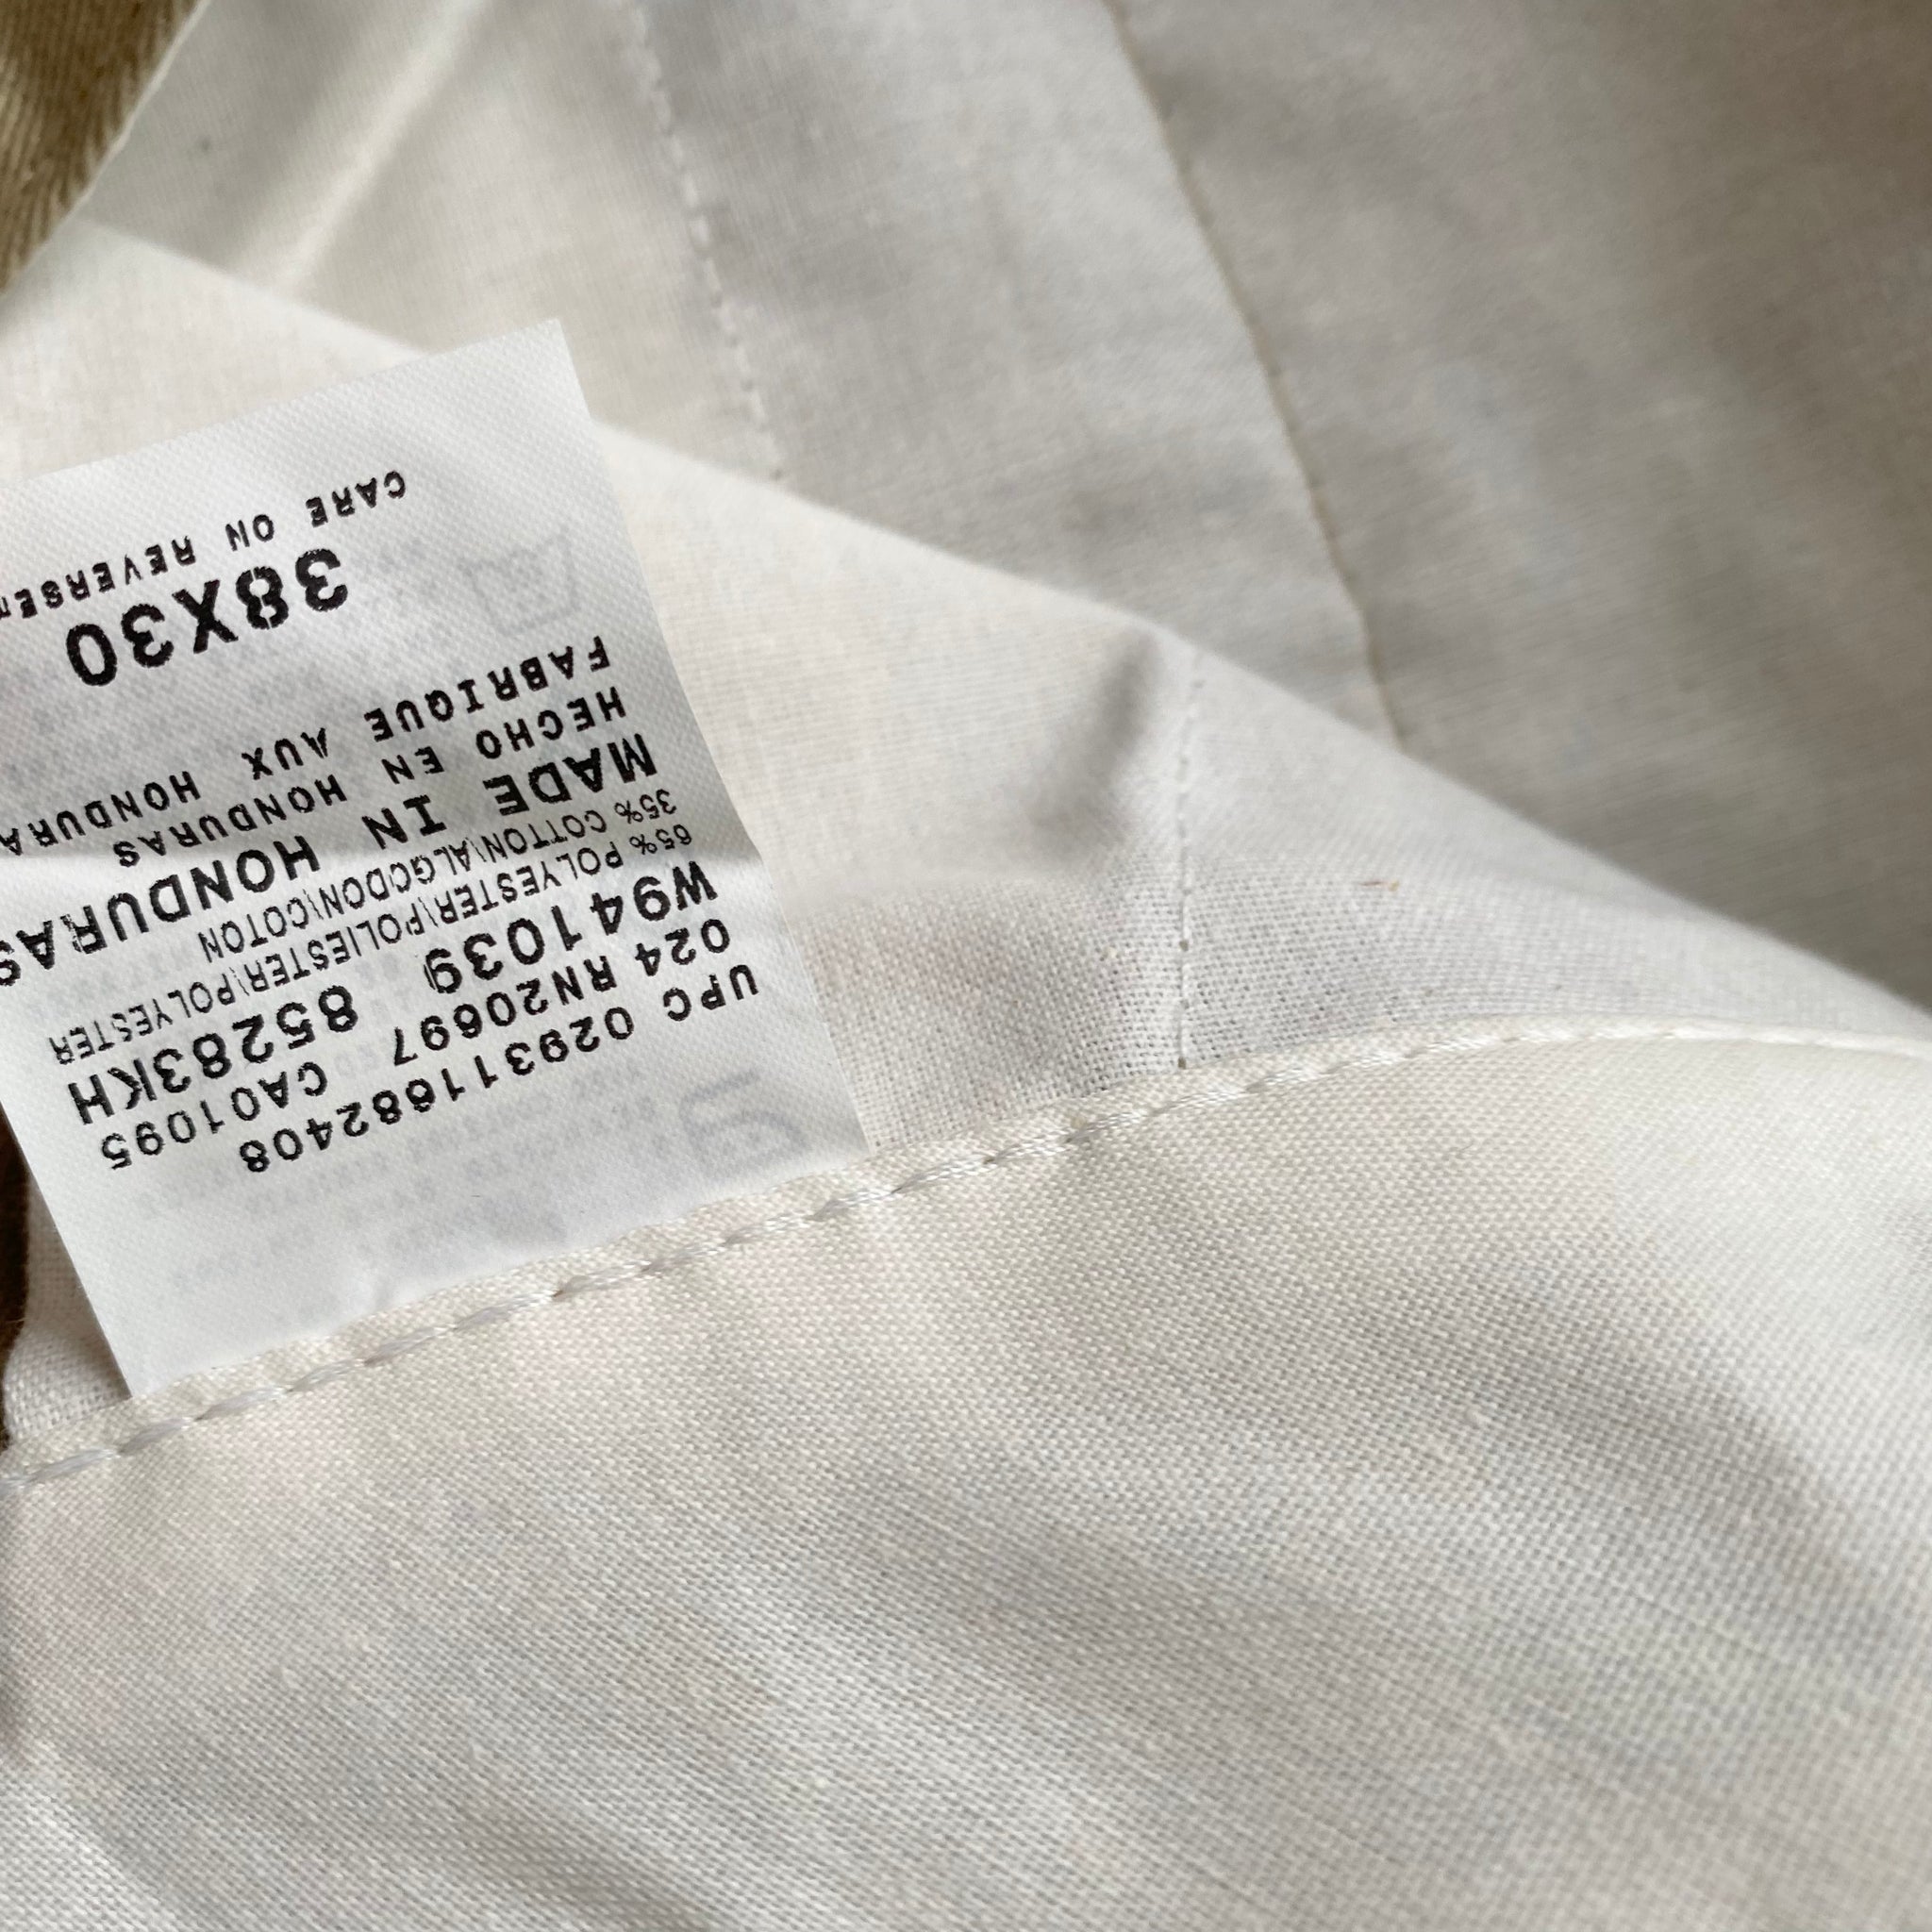 UPC 029311682408
024 RN20697 CA01095
W941039 85283KH
65% POLYESTER\POLIESTER\POLYESTER
35% COTTON\ALGODON\COTON
MADE IN HONDURAS
HECHO EN HONDURAS
FABRIQUE AUX HONDURA
38X30
CARE ON REVERSE